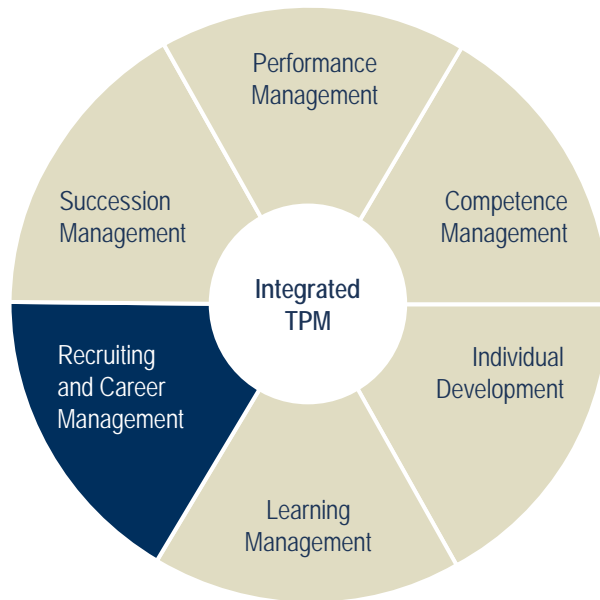 Performance
Management
Competence
Management
Individual
Development
Learning
Management
Recruiting
and Career
Management
Succession
Management
Integrated
TPM